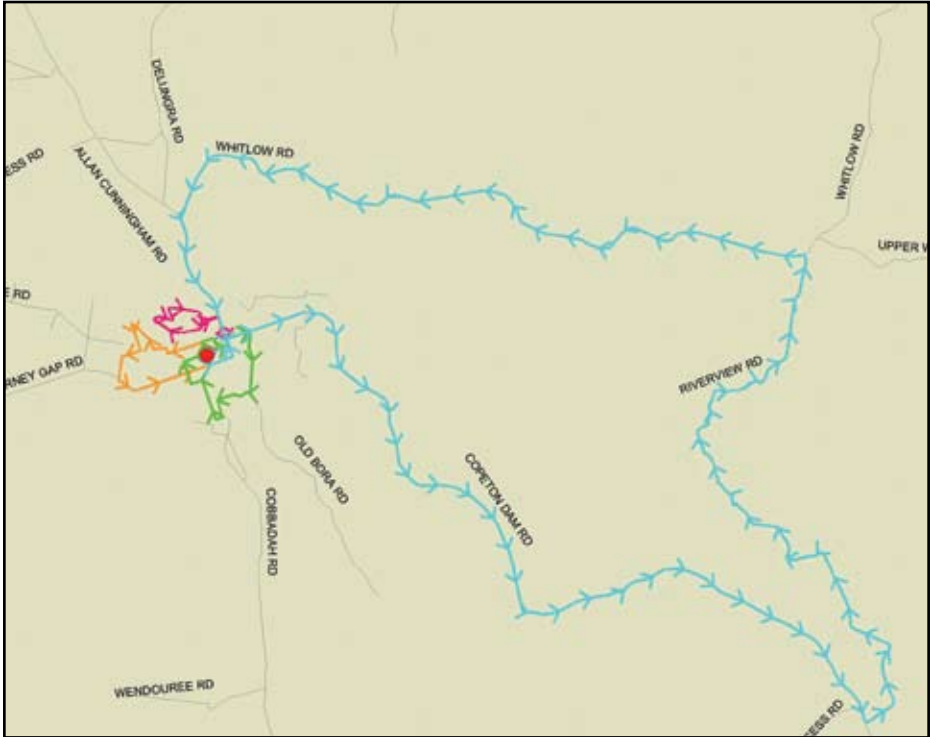 DELUNGRA RD
WHITLOW RD
WHITLOW RD
ESS RD
ALLAN CUNNINGHAM RD
UPPER W
E RD
RNEY GAP RD
RIVERVIEW RD
OLD BORA RD
COPETON DAM RD
COBBADAH RD
WENDOUREE RD
ESS RD